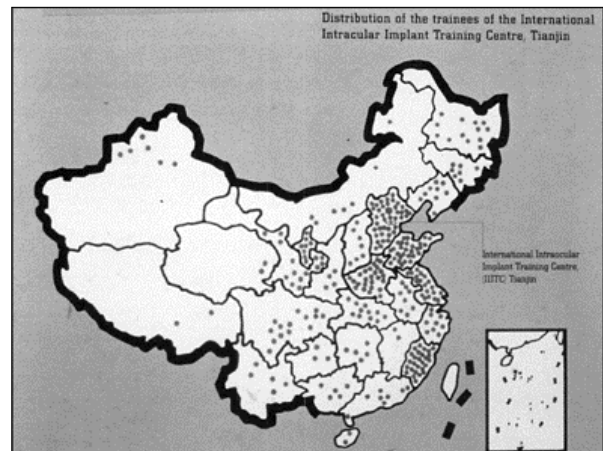 Distribution of the trainees of the International
Intracular Implant Training Centre, Tianjin
International Intraocular
Implant Training Centre,
(IIITC) Tianjin